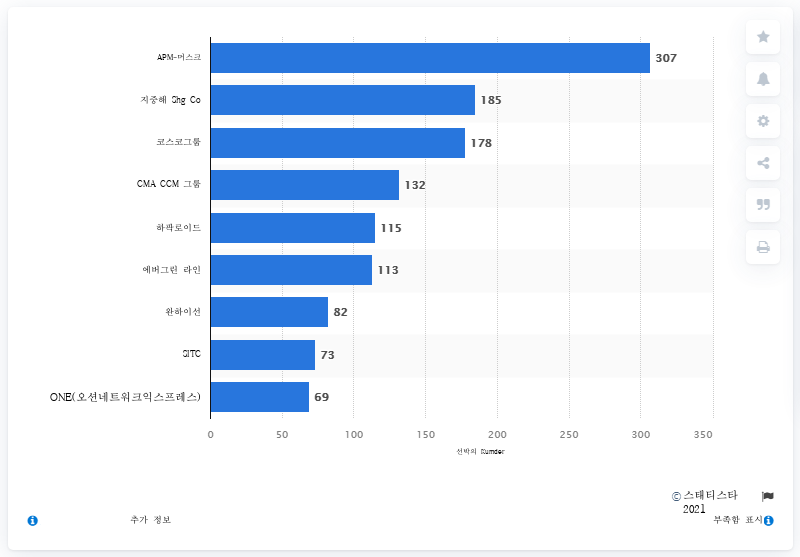 APM-머스크
307
지중해 Shg Co
185
코스코그룹
178
CMA CCM 그룹
132
하팍로이드
115
에버그린 라인
113
완하이선
82
SITC
73
ONE(오션네트워크익스프레스)
69
0 50 100 150 200 250 300 350
선박의 Kumder
© 스태티스타
2021
추가 정보
부족함 표시